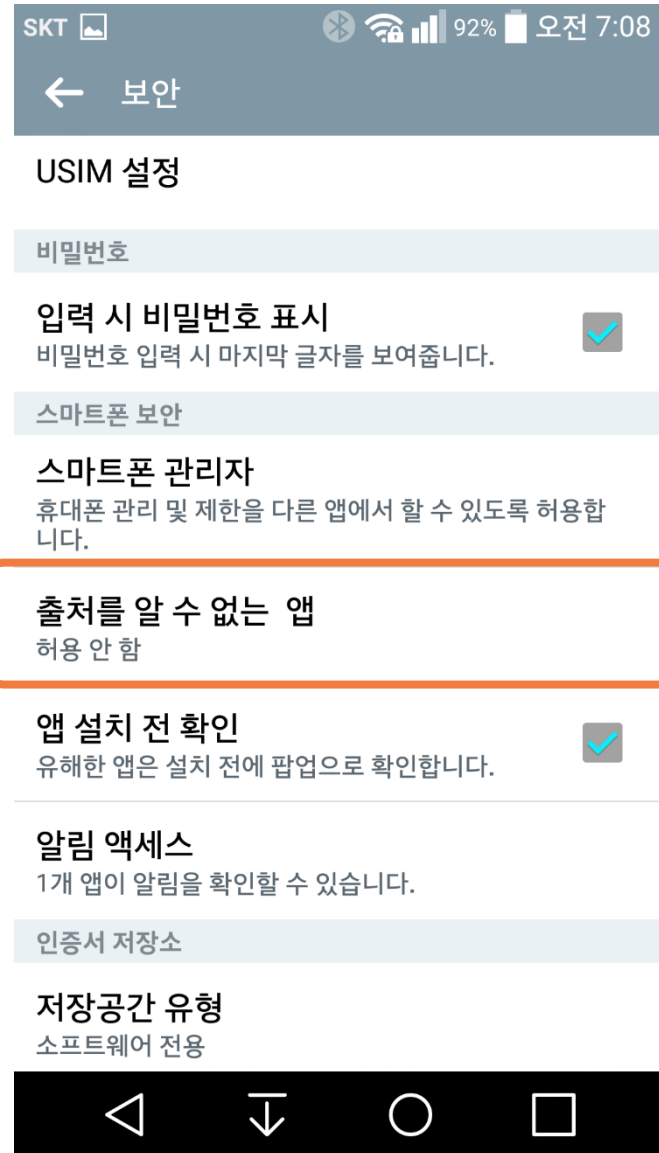 SKT 92% 오전 7:08
보안
USIM 설정
비밀번호
입력 시 비밀번호 표시
비밀번호 입력 시 마지막 글자를 보여줍니다.
스마트폰 보안
스마트폰 관리자
휴대폰 관리 및 제한을 다른 앱에서 할 수 있도록 허용합
니다.
출처를 알 수 없는 앱
허용 안 함
앱 설치 전 확인
유해한 앱은 설치 전에 팝업으로 확인합니다.
알림 액세스
1개 앱이 알림을 확인할 수 있습니다.
인증서 저장소
저장공간 유형
소프트웨어 전용